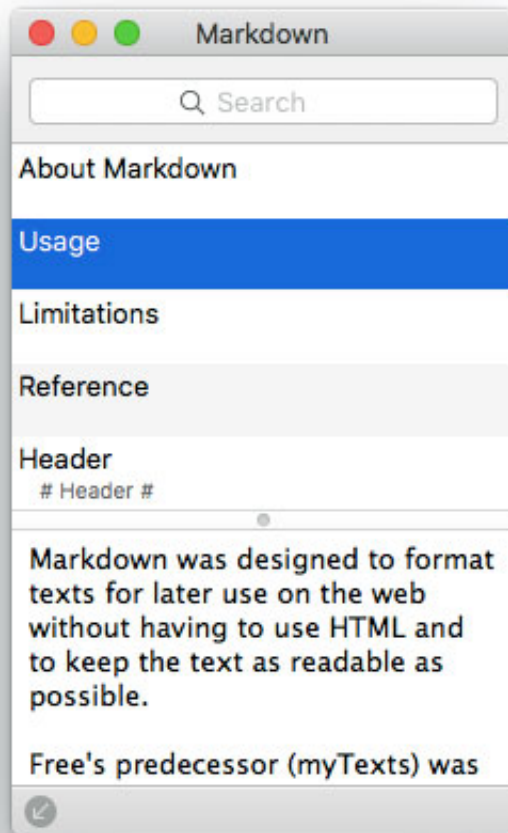 Markdown
Search
About Markdown
Usage
Limitations
Reference
Header
# Header #
Markdown was designed to format
texts for later use on the web
without having to use HTML and
to keep the text as readable as
possible.
Free's predecessor (myTexts) was